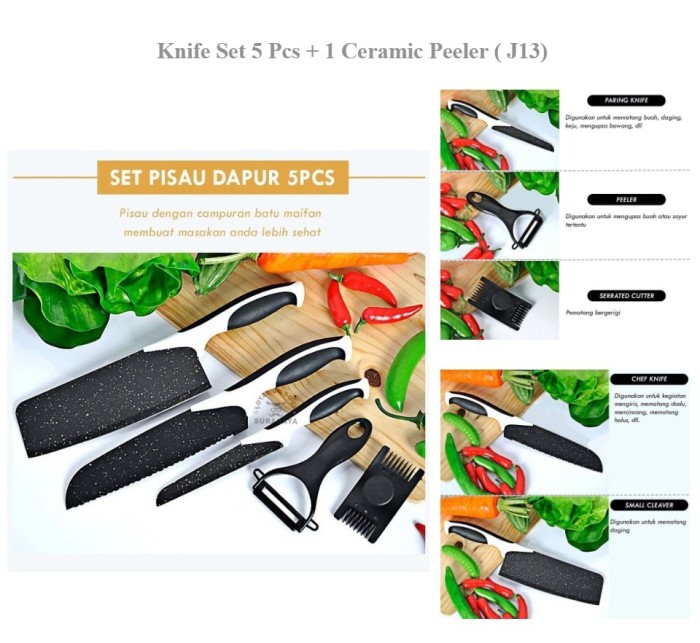 Knife Set 5 Pcs + 1 Ceramic Peeler ( J13)
SET PISAU DAPUR 5PCS
Pisau dengan campuran batu maifan
membuat masakan anda lebih sehat
PARING KNIFE
Digunakan untuk memotong buah, daging,
keju, mengupas bawang, dll
PEELER
Digunakan untuk mengupas buah atau sayur
tertentu
SERRATED CUTTER
Pemotong bergerigi
CHEF KNIFE
Digunakan untuk kegiatan
mengiris, memotong dadu,
mencincang, memotong
halus, dll.
SMALL CLEAVER
Digunakan untuk memotong
daging